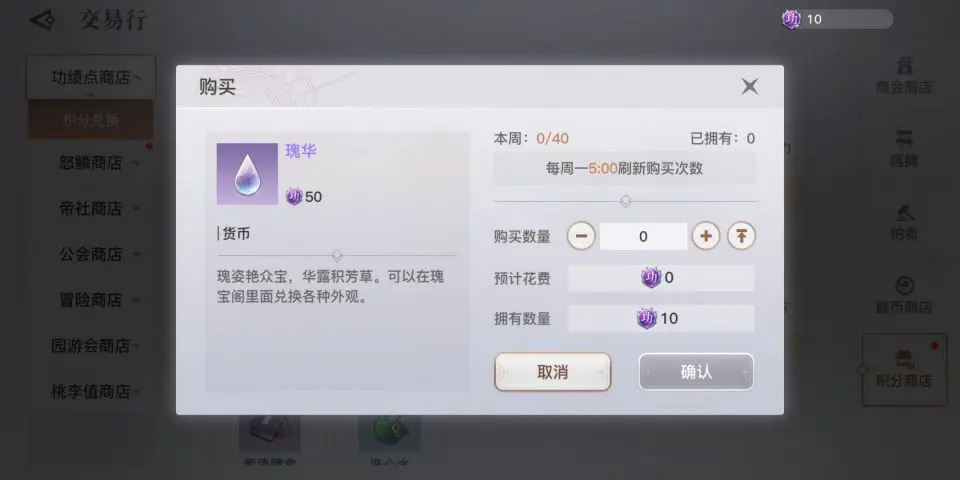 交易行
功 10
功绩点商店
积分兑换
怒鳞商店
帝社商店
公会商店
冒险商店
园游会商店
桃李值商店
购买
瑰华
功 50
货币
瑰姿艳众宝，华露积芳草。可以在瑰
宝阁里面兑换各种外观。
本周：0/40
已拥有：0
每周一5:00刷新购买次数
购买数量
0
预计花费
功 0
拥有数量
功 10
取消
确认
商会商店
拍卖
积分商店